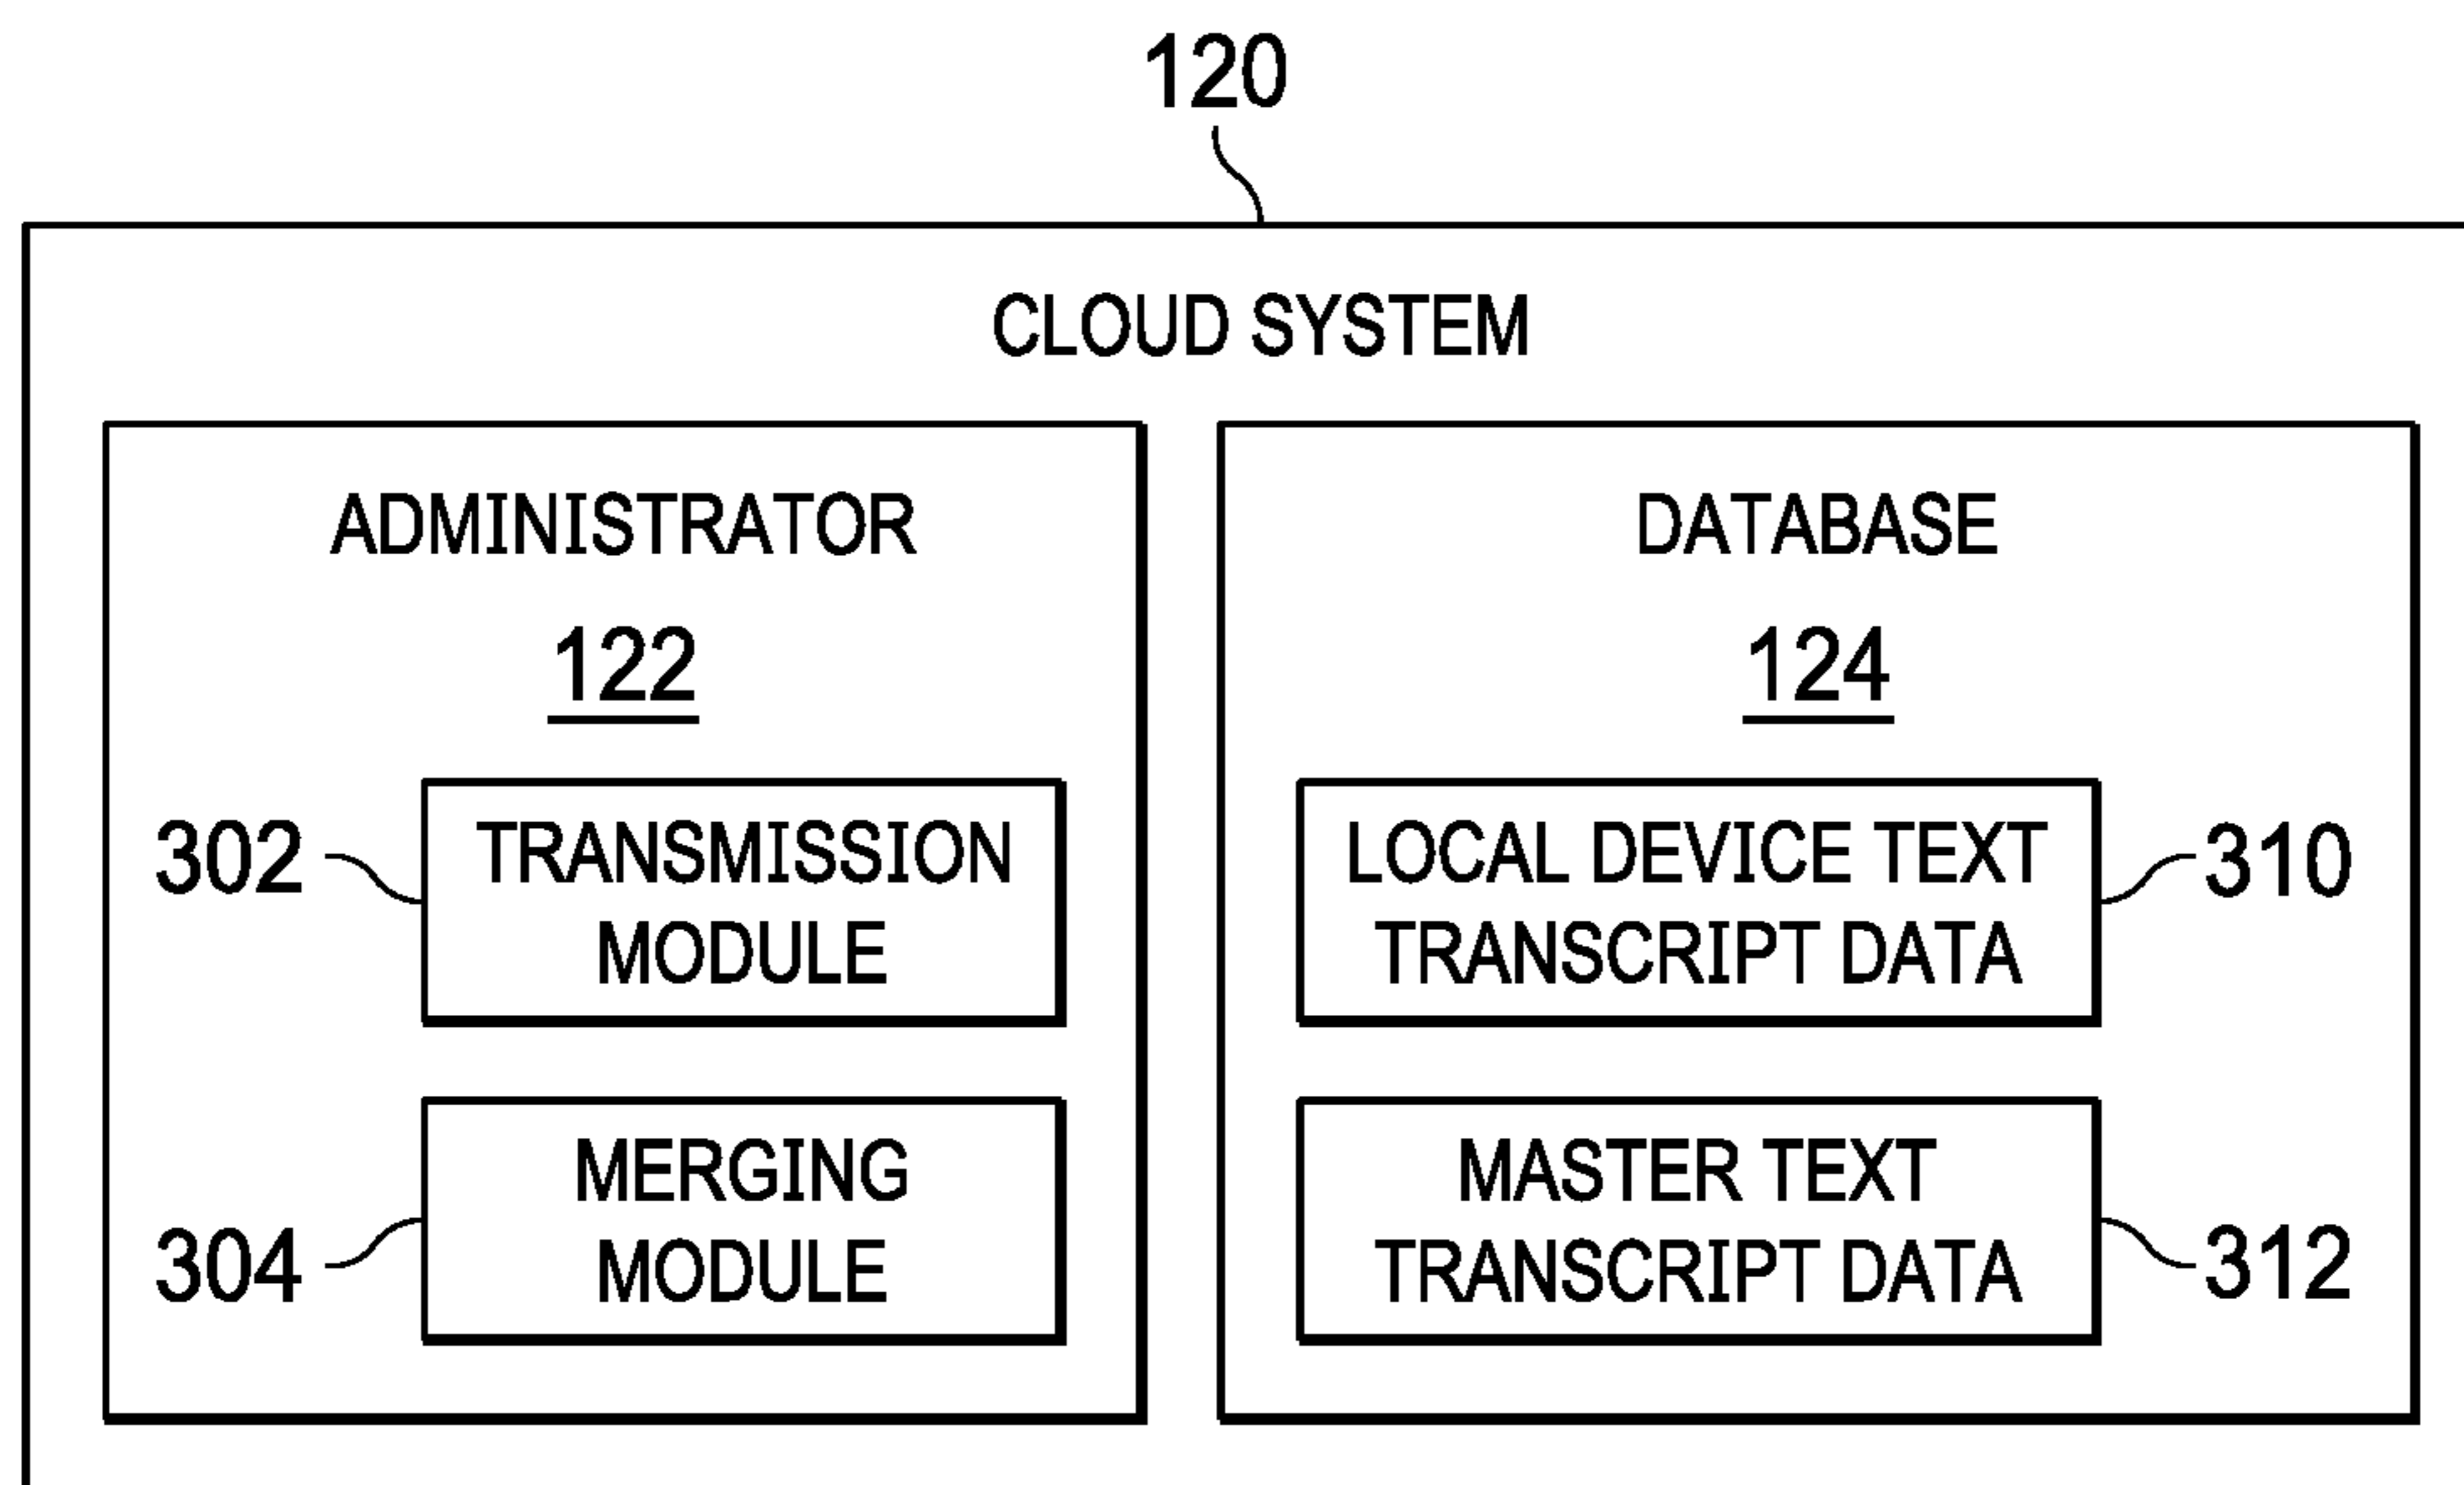 120
CLOUD SYSTEM
ADMINISTRATOR
122
302
TRANSMISSION
MODULE
304
MERGING
MODULE
DATABASE
124
LOCAL DEVICE TEXT
TRANSCRIPT DATA
310
MASTER TEXT
TRANSCRIPT DATA
312